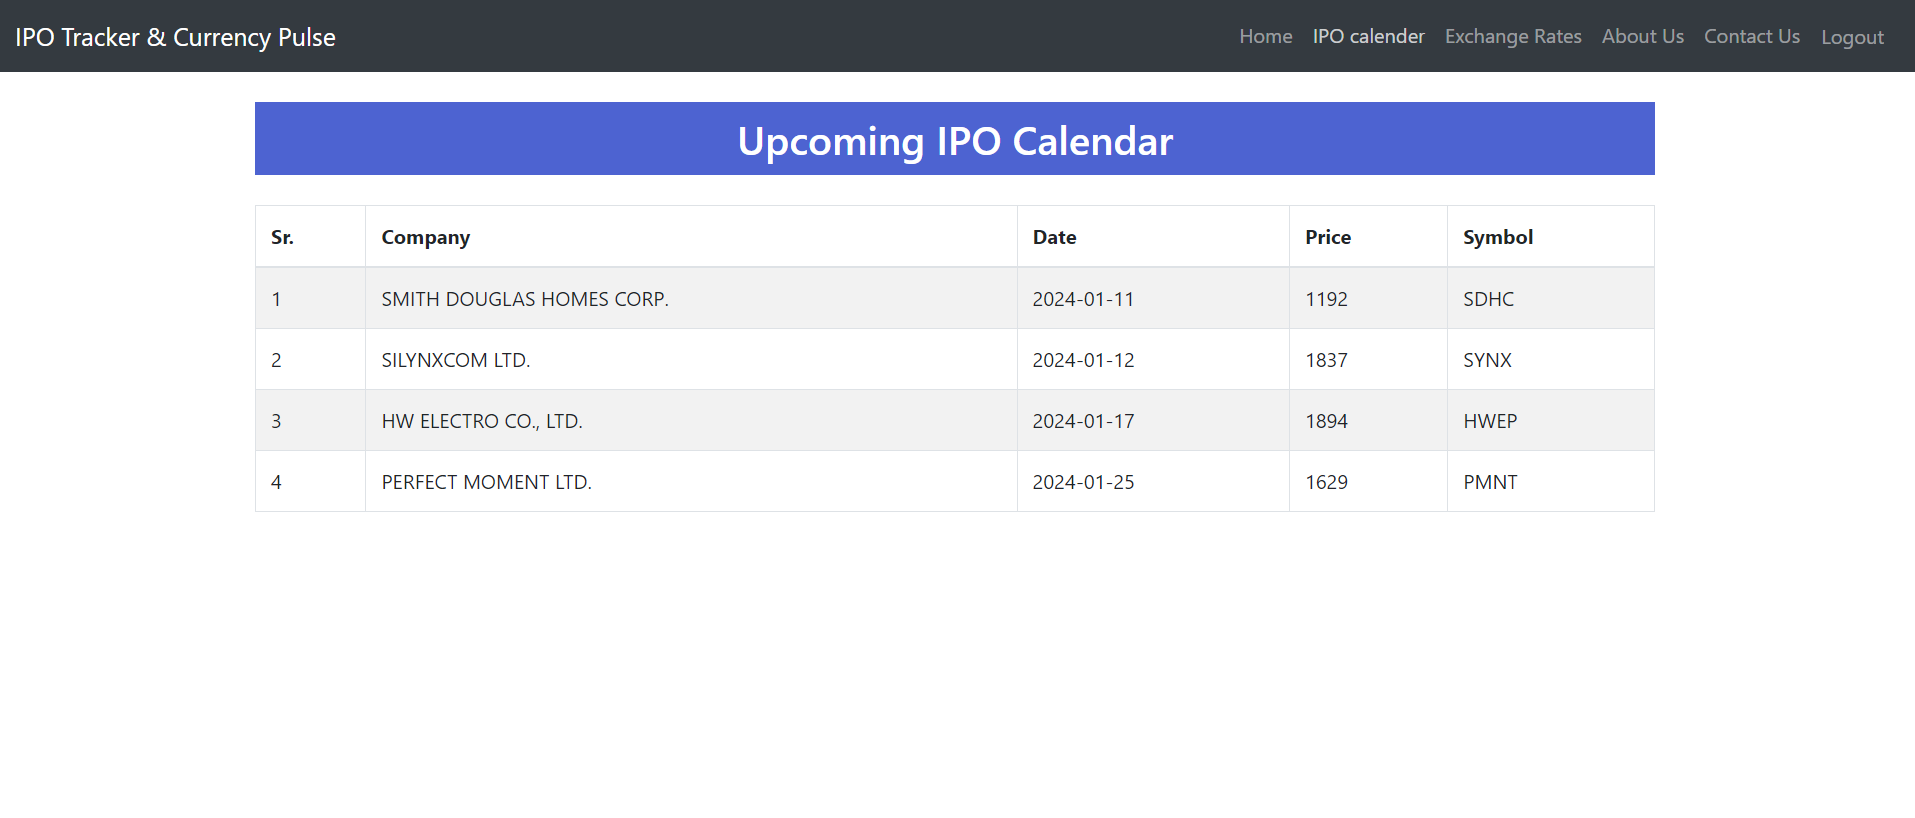 IPO Tracker & Currency Pulse Home IPO calender Exchange Rates About Us Contact Us Logout
Upcoming IPO Calendar
Sr. Company Date Price Symbol
1 SMITH DOUGLAS HOMES CORP. 2024-01-11 1192 SDHC
2 SILYNXCOM LTD. 2024-01-12 1837 SYNX
3 HW ELECTRO CO., LTD. 2024-01-17 1894 HWEP
4 PERFECT MOMENT LTD. 2024-01-25 1629 PMNT